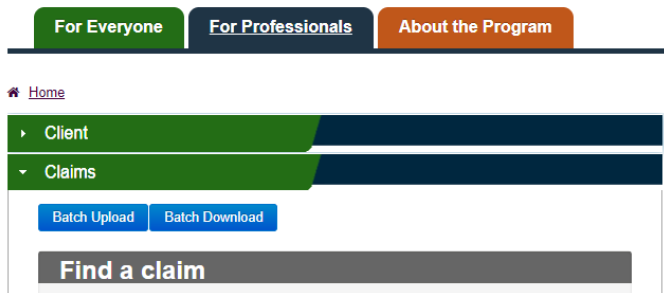 For Everyone For Professionals About the Program
Home
Client
Claims
Batch Upload Batch Download
Find a claim